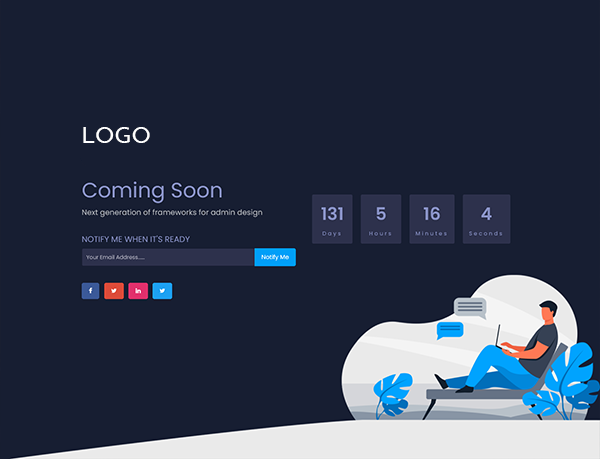 LOGO
Coming Soon
Next generation of frameworks for admin design
NOTIFY ME WHEN IT'S READY
Your Email Address.....
Notify Me
131
Days
5
Hours
16
Minutes
4
Seconds